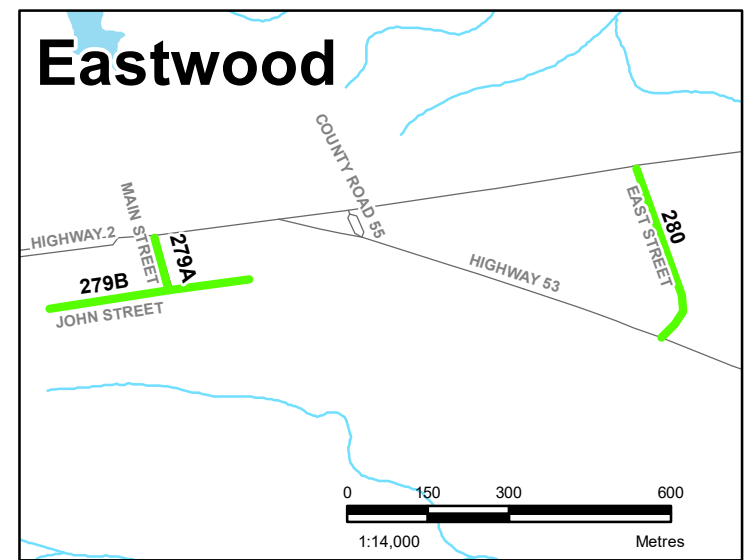 Eastwood
COUNTY ROAD 55
MAIN STREET
HIGHWAY 2
279A
279B
JOHN STREET
EAST STREET
280
HIGHWAY 53
0 150 300 600
1:14,000 Metres